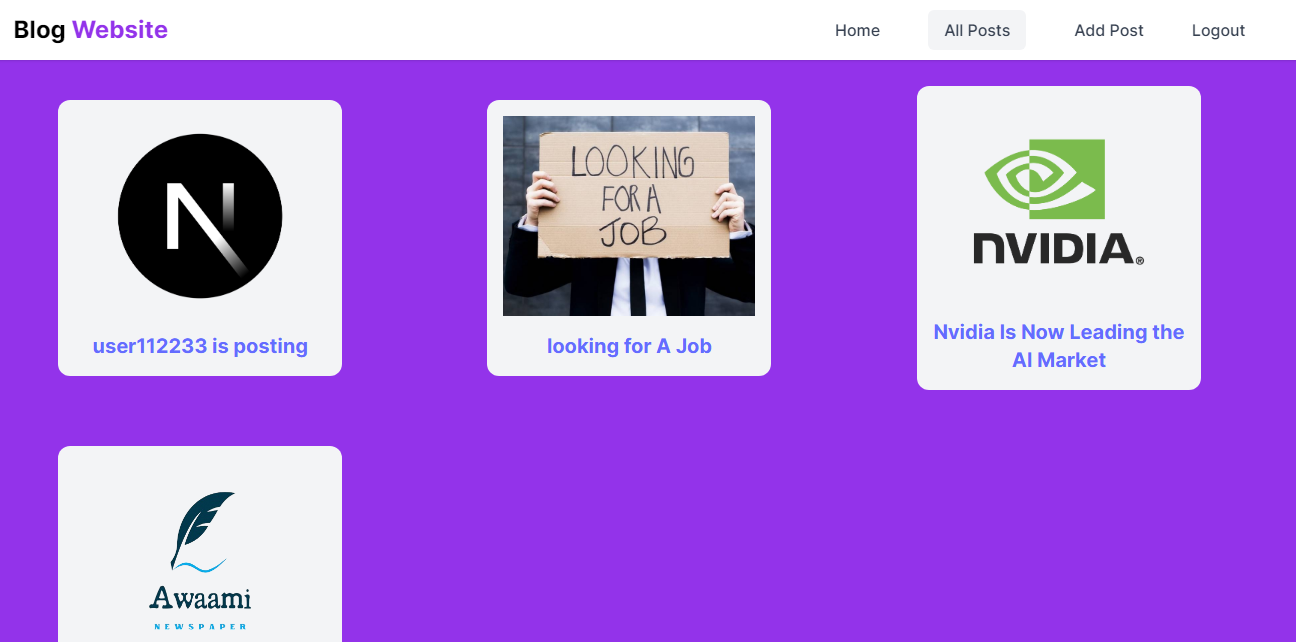 Blog Website
Home
All Posts
Add Post
Logout
N
LOOKING
FOR A
JOB
NVIDIA®
user112233 is posting
looking for A Job
Nvidia Is Now Leading the
AI Market
Awaami
NEWSPAPER